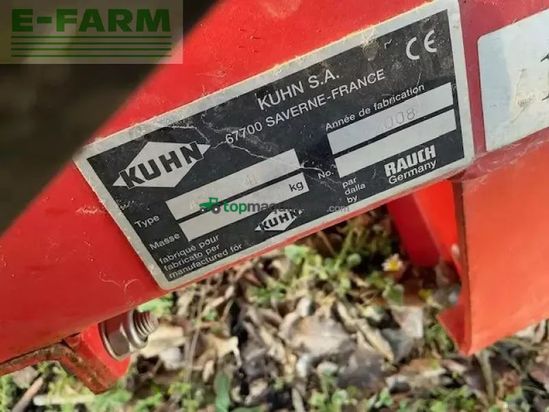 E-FARM
KUHN
KUHN S.A.
67700 SAVERNE-FRANCE
CE
Type
Année de fabrication
Masse
kg
No.
fabriqué pour
fabricato per
manufactured for
KUHN
par
dalla
by
RAUCH
Germany